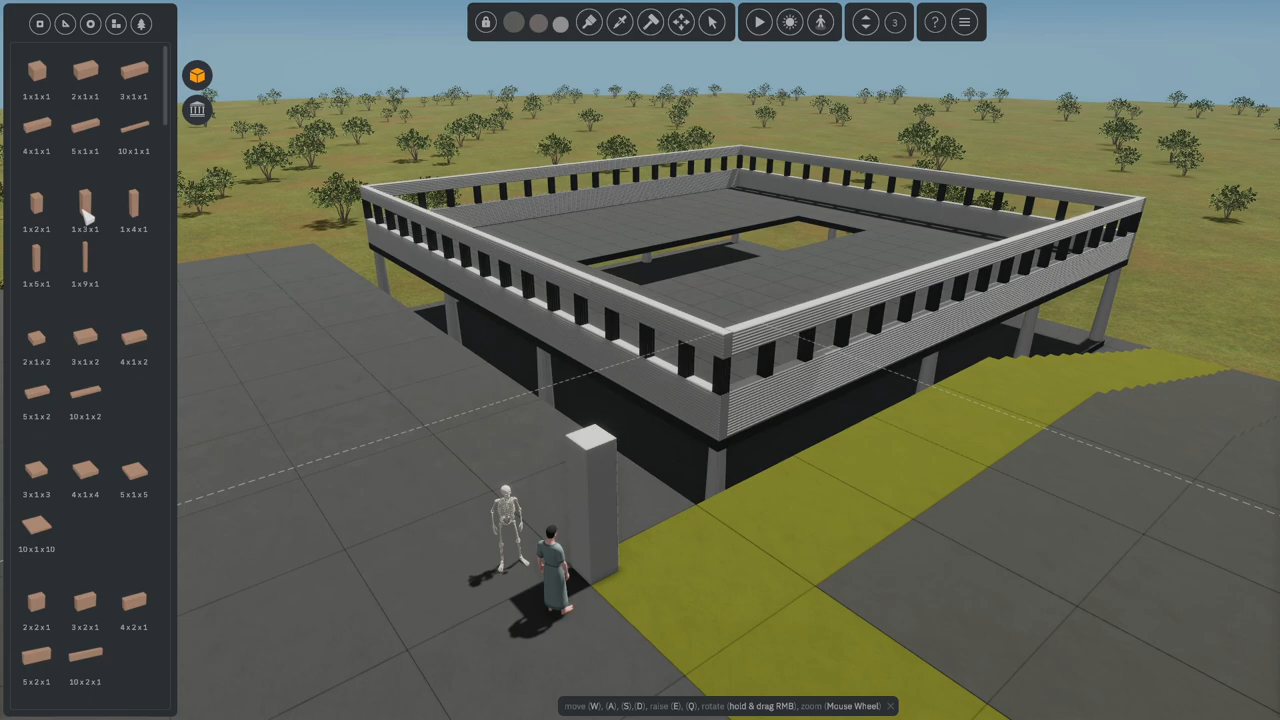 3
1x1x1 2x1x1 3x1x1
4x1x1 5x1x1 10x1x1
1x2x1 1x3x1 1x4x1
1x5x1 1x9x1
2x1x2 3x1x2 4x1x2
5x1x2 10x1x2
3x1x3 4x1x4 5x1x5
10x1x10
2x2x1 3x2x1 4x2x1
5x2x1 10x2x1
move (W), (A), (S),(D), raise (E), (Q), rotate (hold & drag RMB), zoom (Mouse Wheel)